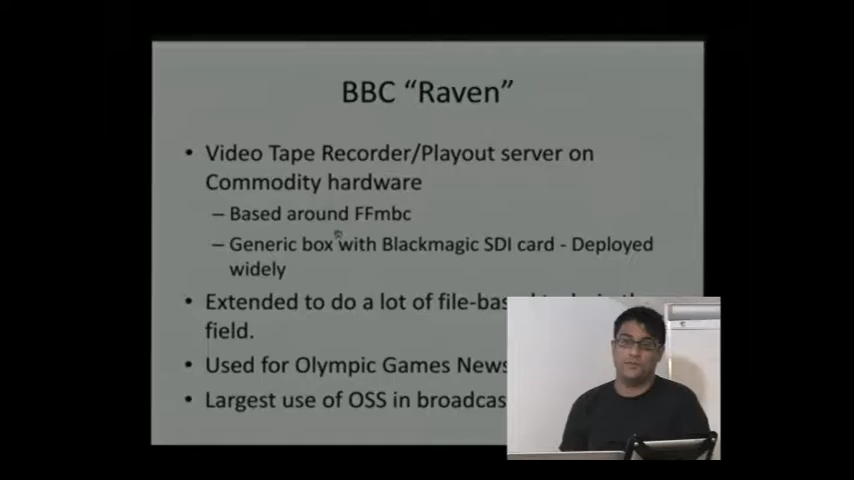 BBC “Raven”
• Video Tape Recorder/Playout server on
Commodity hardware
– Based around FFmbc
– Generic box with Blackmagic SDI card - Deployed
widely
• Extended to do a lot of file-based
field.
• Used for Olympic Games News
• Largest use of OSS in broadcas